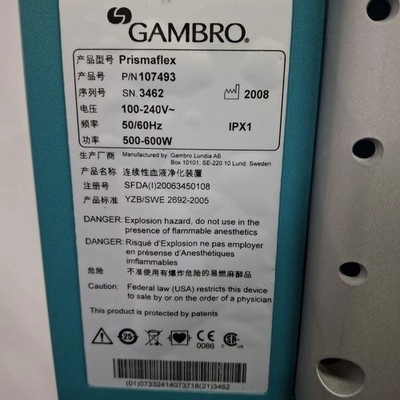 GAMBRO®
产品型号 Prismaflex
产品号 P/N 107493
序列号 SN. 3462 2008
电压 100-240V~
频率 50/60Hz IPX1
功率 500-600W
生产厂商 Manufactured by: Gambro Lundia AB
Box 10101, SE-220 10 Lund, Sweden
产品名称 连续性血液净化装置
注册号 SFDA(I)20063450108
产品标准 YZB/SWE 2692-2005
DANGER: Explosion hazard, do not use in the
presence of flammable anesthetics
DANGER: Risqué d'Explosion ne pas employer
en présense d'Anesthétiques
imflammables
危险 不准使用有爆炸危险的易燃麻醉品
Caution: Federal law (USA) restricts this device
to sale by or on the order of a physician
This Product is protected by Patents
25 0086
(01)07332414073718(21)3462